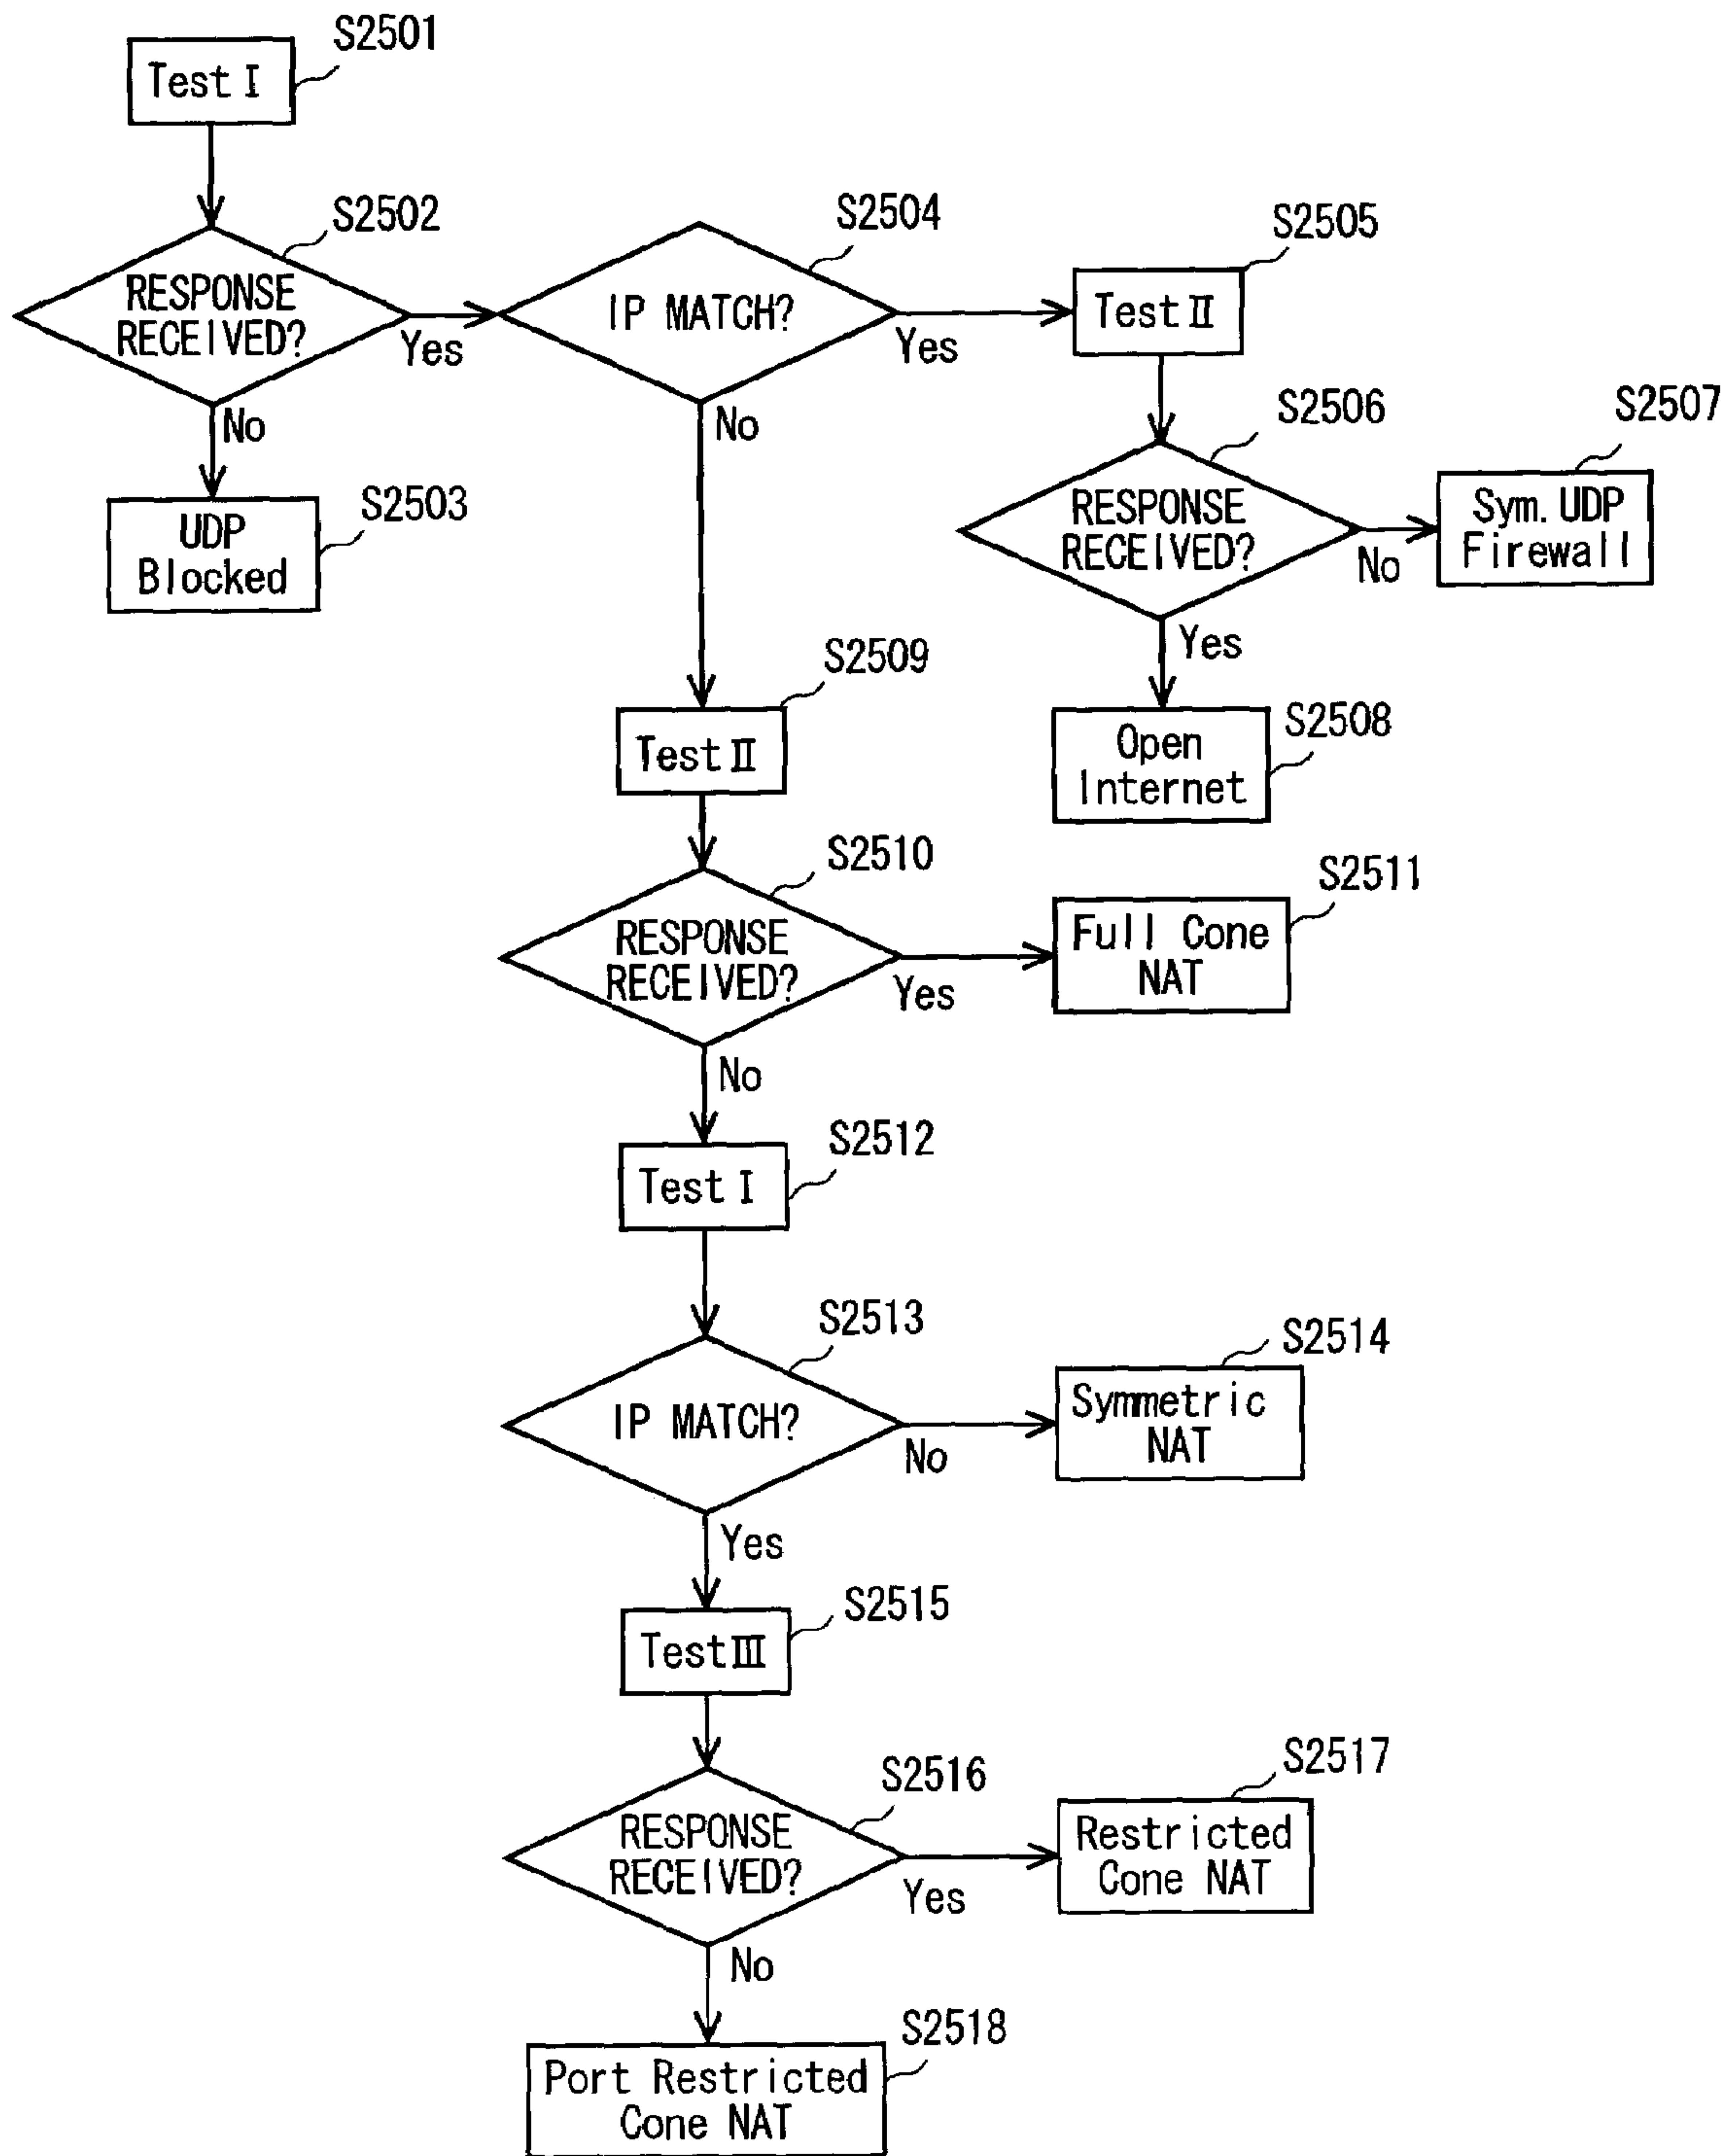 S2501
Test I
S2502
RESPONSE
RECEIVED?
Yes
No
S2503
UDP
Blocked
S2504
IP MATCH?
Yes
No
S2505
Test II
S2506
RESPONSE
RECEIVED?
No
Yes
S2507
Sym. UDP
Firewall
S2508
Open
Internet
S2509
Test II
S2510
RESPONSE
RECEIVED?
Yes
No
S2511
Full Cone
NAT
S2512
Test I
S2513
IP MATCH?
No
Yes
S2514
Symmetric
NAT
S2515
Test III
S2516
RESPONSE
RECEIVED?
Yes
No
S2517
Restricted
Cone NAT
S2518
Port Restricted
Cone NAT